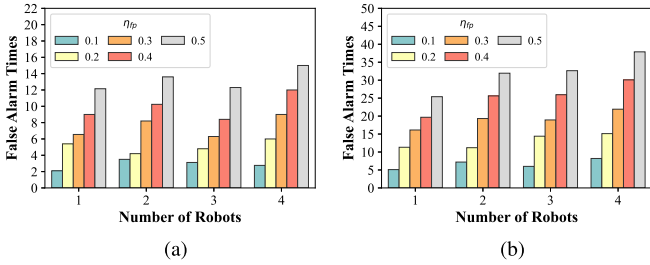 22
20
18
16
14
12
10
8
6
4
2
0
False Alarm Times
η_fp
0.1 0.3 0.5
0.2 0.4
1 2 3 4
Number of Robots
(a)
50
45
40
35
30
25
20
15
10
5
0
False Alarm Times
η_fp
0.1 0.3 0.5
0.2 0.4
1 2 3 4
Number of Robots
(b)